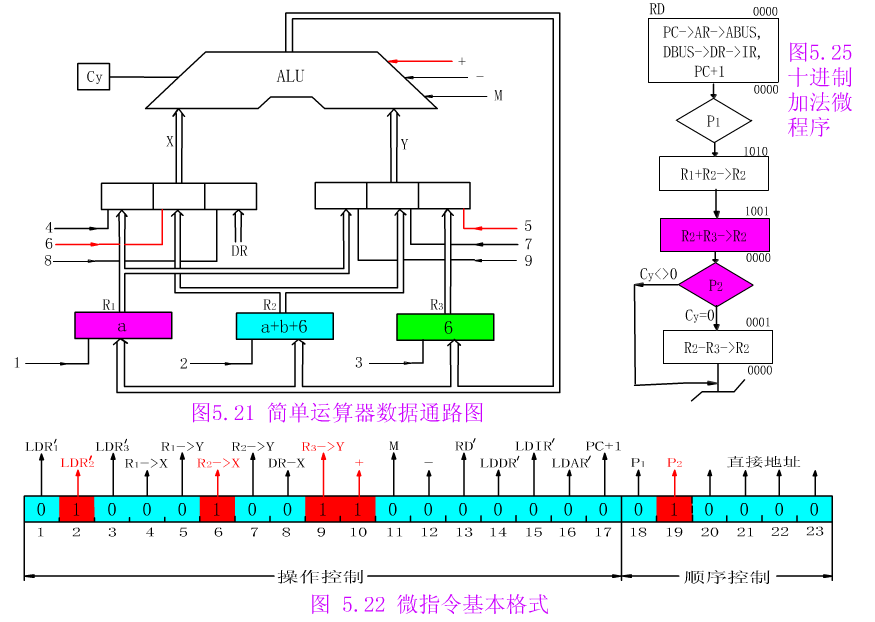 RD 0000
PC->AR->ABUS,
DBUS->DR->IR,
PC+1
0000
P1
1010
R1+R2->R2
1001
R2+R3->R2
0000
Cy<>0
P2
Cy=0
0001
R2-R3->R2
0000
图5.25
十进制
加法微
程序
Cy
ALU
+
-
M
X
Y
4
6
8
DR
5
7
9
R1
R2
R3
a
a+b+6
6
1
2
3
图5.21 简单运算器数据通路图
LDR1′ LDR3′ R1->Y R2->Y R3->Y M RD′ LDIR′ PC+1
LDR2′ R1->X R2->X DR-X + - LDDR′ LDAR′ P1 P2 直接地址
0 1 0 0 0 1 0 0 1 1 0 0 0 0 0 0 0 0 1 0 0 0 0
1 2 3 4 5 6 7 8 9 10 11 12 13 14 15 16 17 18 19 20 21 22 23
操作控制 顺序控制
图 5.22 微指令基本格式